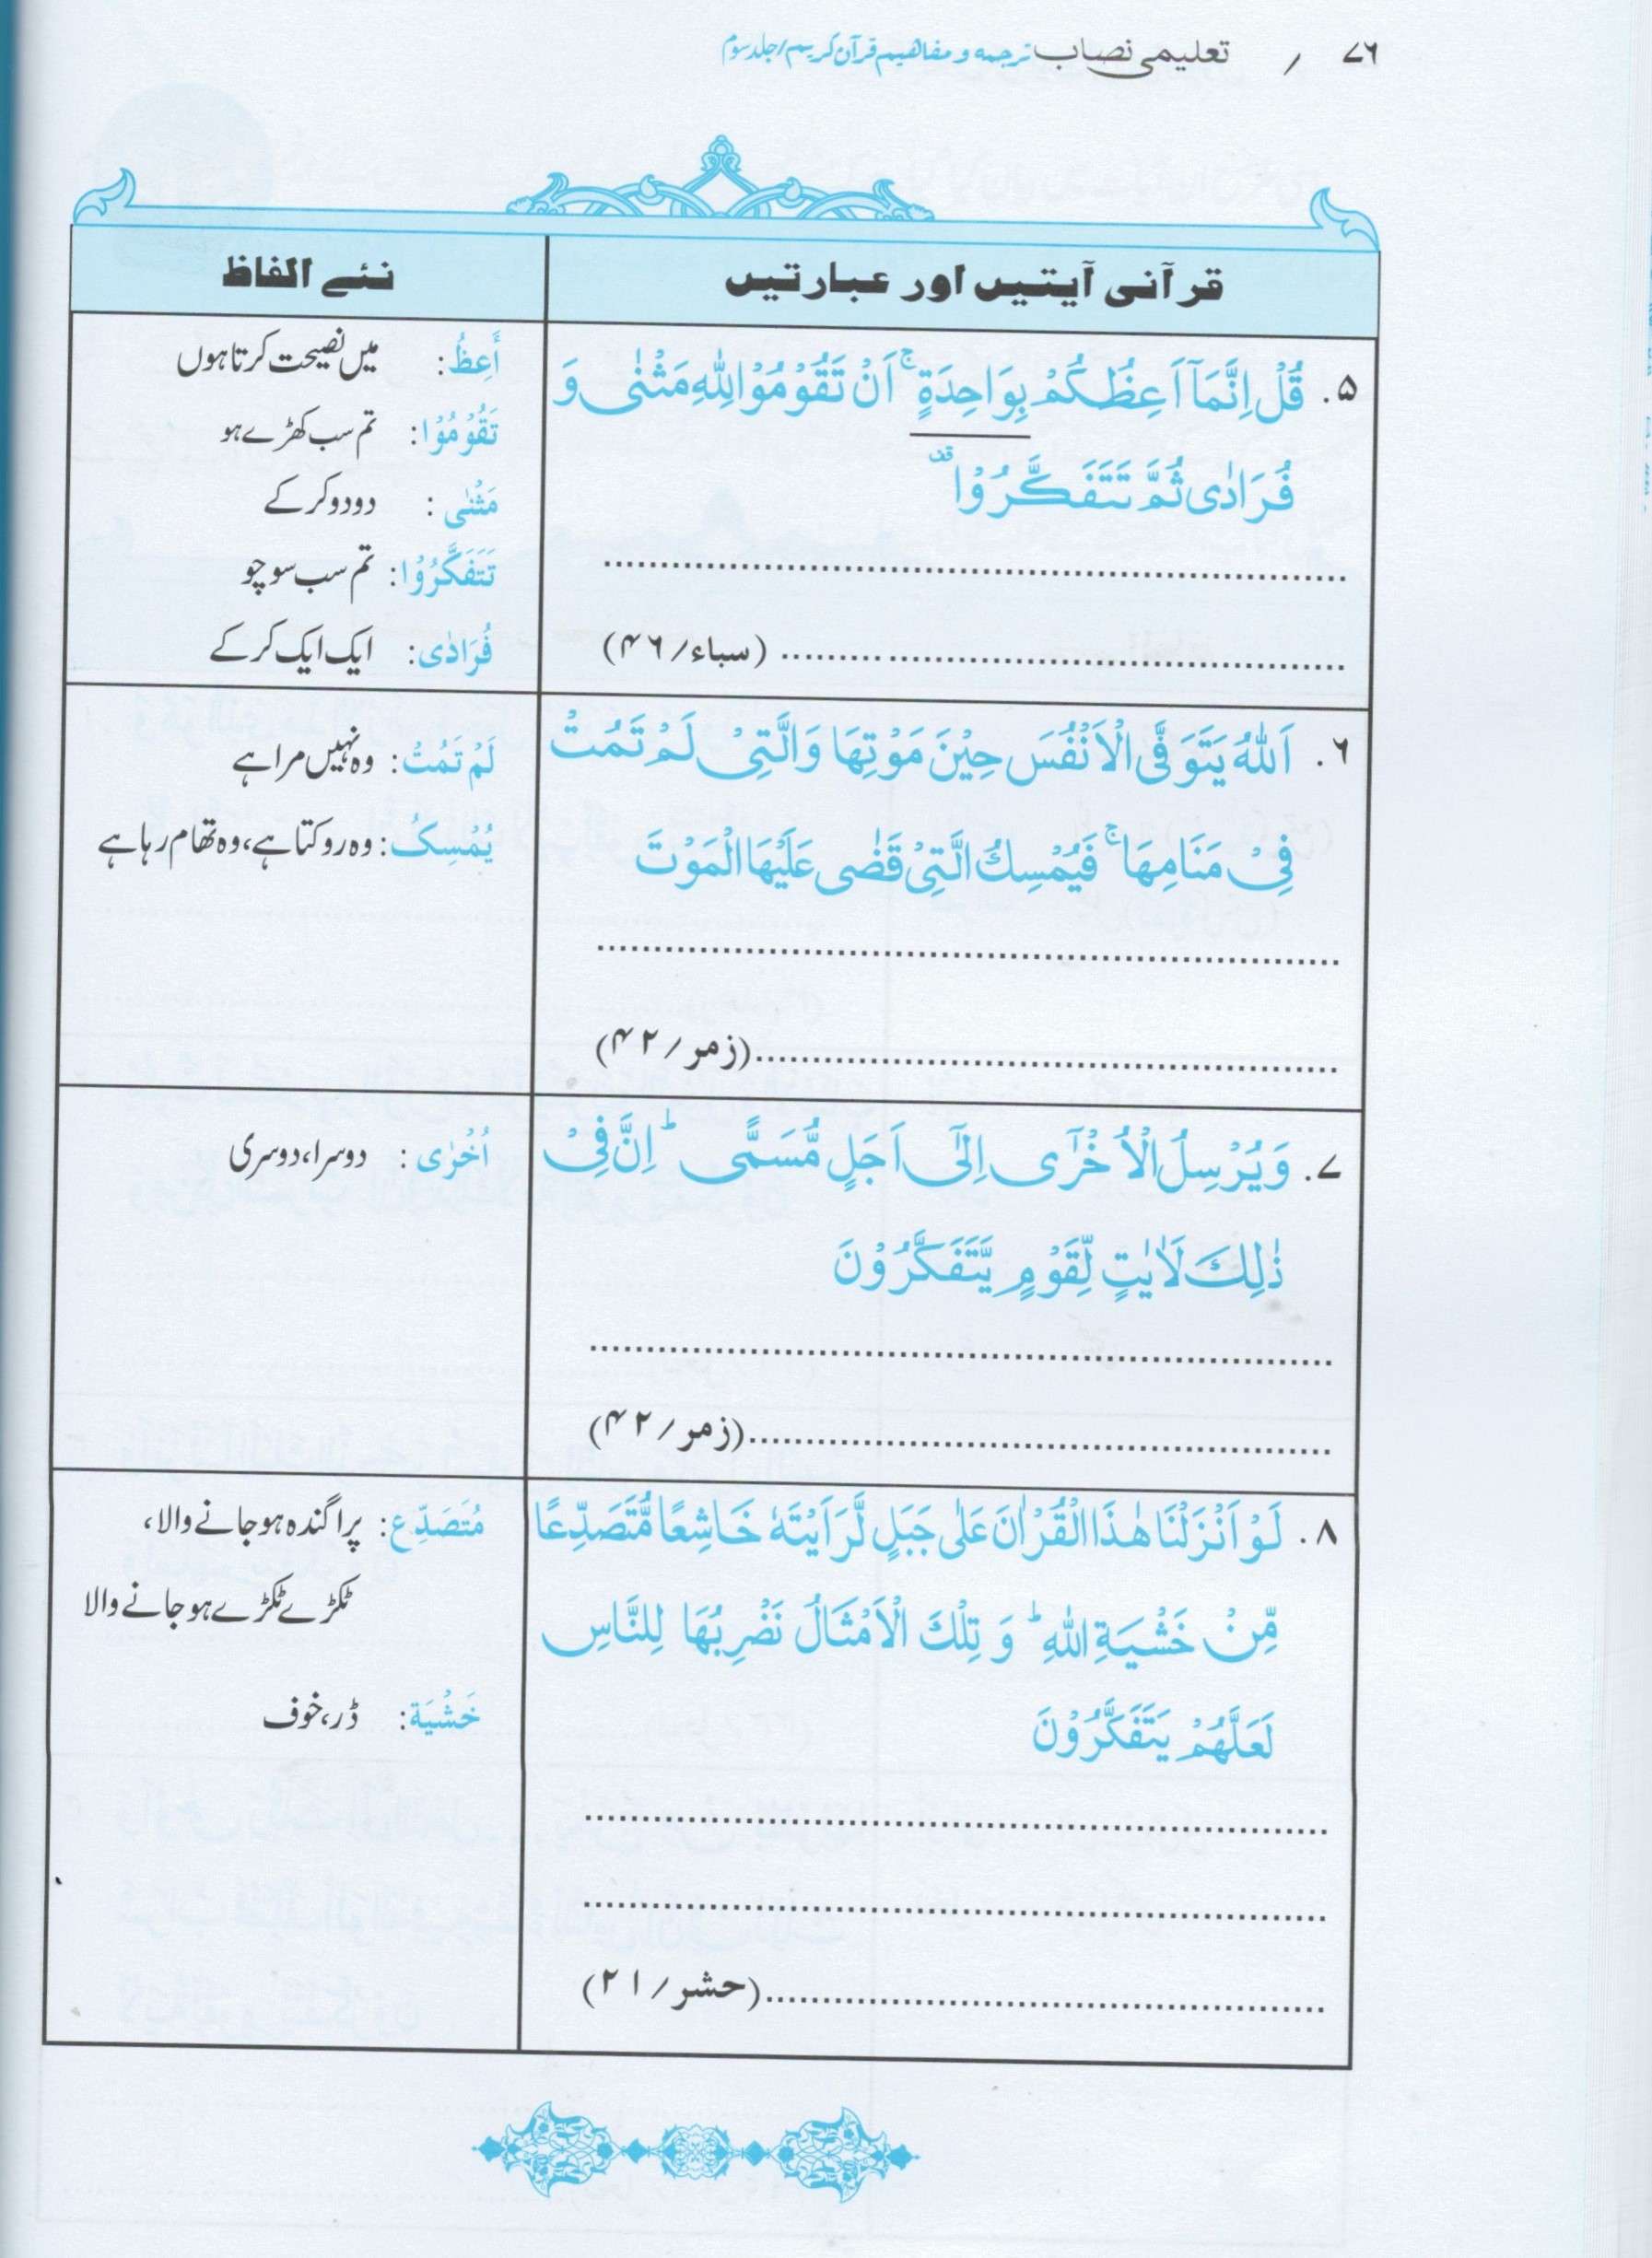 ۷۶ / تعلیمی نصاب ترجمه و مفاهیم قرآن کریم/جلد سوم
قرآنی آیتیں اور عبارتیں
نئے الفاظ
۵. قُلْ اِنَّمَآ اَعِظُكُمْ بِوَاحِدَةٍ ۚ اَنْ تَقُوْمُوْا لِلّٰهِ مَثْنٰى وَ
فُرَادٰى ثُمَّ تَتَفَكَّرُوْا ۗ
(سباء/۴۶)
أَعِظُ: میں نصیحت کرتا ہوں
تَقُوْمُوْا: تم سب کھڑے ہو
مَثْنٰى: دو دو کر کے
تَتَفَكَّرُوْا: تم سب سوچو
فُرَادٰى: ایک ایک کر کے
۶. اَللّٰهُ يَتَوَفَّى الْاَنْفُسَ حِيْنَ مَوْتِهَا وَالَّتِىْ لَمْ تَمُتْ
فِىْ مَنَامِهَا ۚ فَيُمْسِكُ الَّتِىْ قَضٰى عَلَيْهَا الْمَوْتَ
(زمر/۴۲)
لَمْ تَمُتْ: وہ نہیں مرا ہے
يُمْسِکُ: وہ روکتا ہے، وہ تھام رہا ہے
۷. وَيُرْسِلُ الْاُخْرٰٓى اِلٰٓى اَجَلٍ مُّسَمًّى ؕ اِنَّ فِىْ
ذٰلِكَ لَاٰيٰتٍ لِّقَوْمٍ يَّتَفَكَّرُوْنَ
(زمر/۴۲)
اُخْرٰى: دوسرا، دوسری
۸. لَوْ اَنْزَلْنَا هٰذَا الْقُرْاٰنَ عَلٰى جَبَلٍ لَّرَاَيْتَهٗ خَاشِعًا مُّتَصَدِّعًا
مِّنْ خَشْيَةِ اللّٰهِ ؕ وَ تِلْكَ الْاَمْثَالُ نَضْرِبُهَا لِلنَّاسِ
لَعَلَّهُمْ يَتَفَكَّرُوْنَ
(حشر/۲۱)
مُتَصَدِّع: پراگندہ ہو جانے والا،
ٹکڑے ٹکڑے ہو جانے والا
خَشْيَة: ڈر، خوف